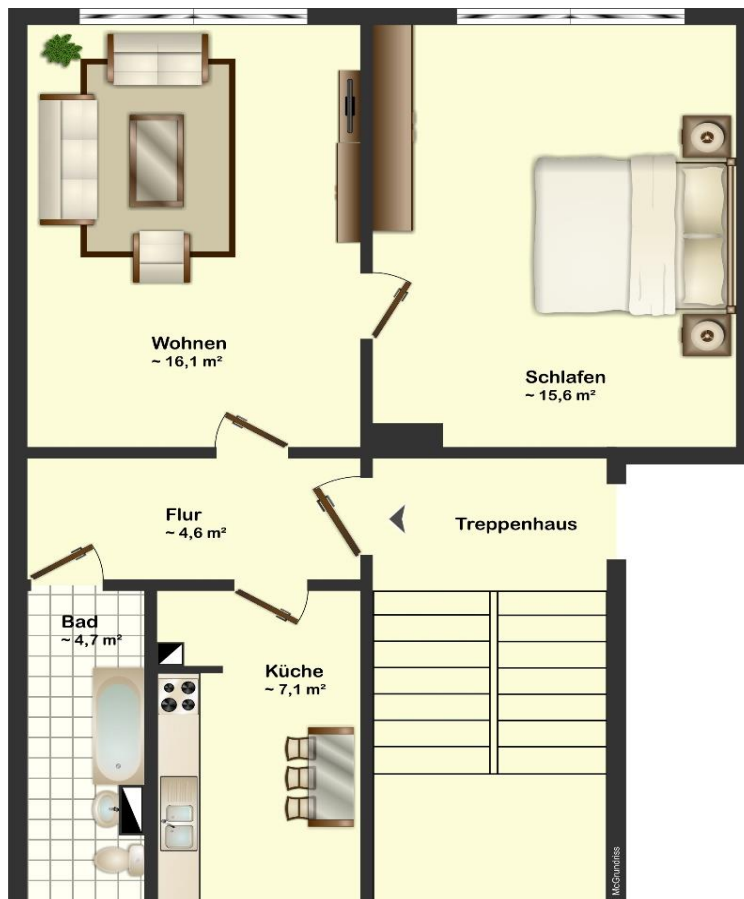 Wohnen
~ 16,1 m²
Schlafen
~ 15,6 m²
Flur
~ 4,6 m²
Treppenhaus
Bad
~ 4,7 m²
Küche
~ 7,1 m²
McGrundriss